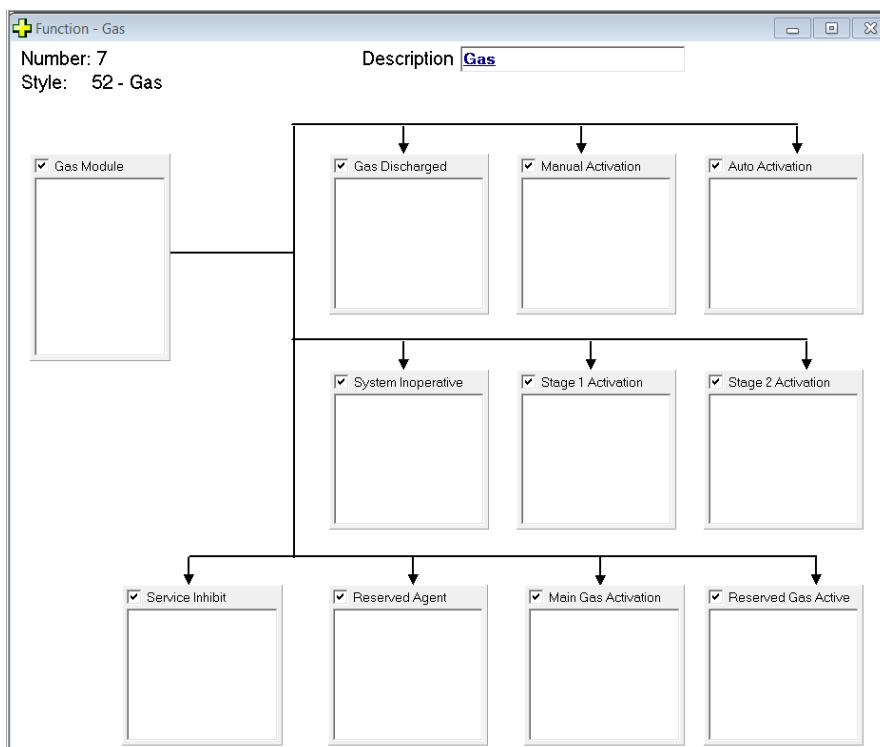 Function - Gas
Number: 7
Description Gas
Style: 52 - Gas
Gas Module
Gas Discharged
Manual Activation
Auto Activation
System Inoperative
Stage 1 Activation
Stage 2 Activation
Service Inhibit
Reserved Agent
Main Gas Activation
Reserved Gas Active